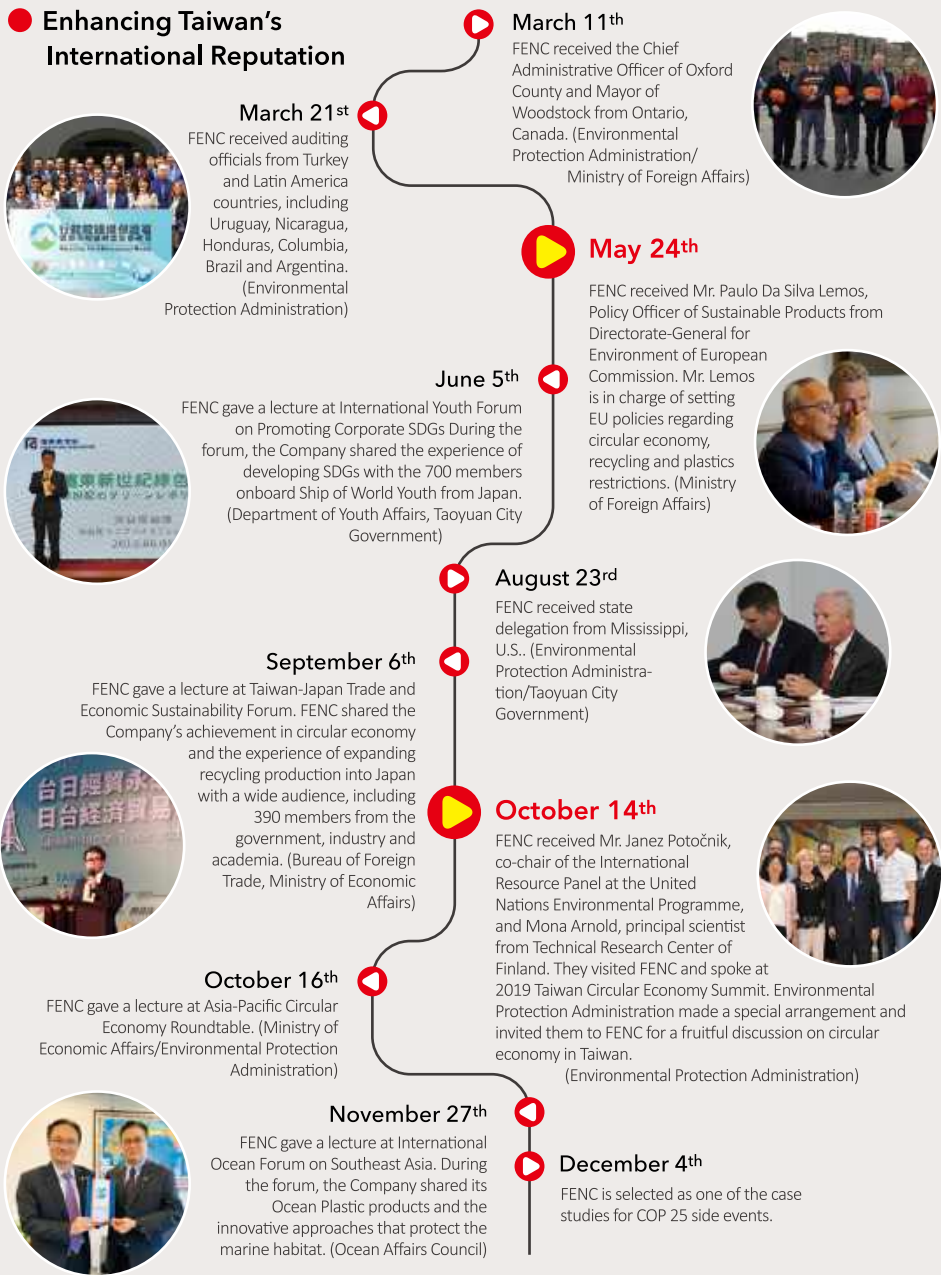 Enhancing Taiwan's
International Reputation
March 11th
FENC received the Chief
Administrative Officer of Oxford
County and Mayor of
Woodstock from Ontario,
Canada. (Environmental
Protection Administration/
Ministry of Foreign Affairs)
March 21st
FENC received auditing
officials from Turkey
and Latin America
countries, including
Uruguay, Nicaragua,
Honduras, Columbia,
Brazil and Argentina.
(Environmental
Protection Administration)
May 24th
FENC received Mr. Paulo Da Silva Lemos,
Policy Officer of Sustainable Products from
Directorate-General for
Environment of European
Commission. Mr. Lemos
is in charge of setting
EU policies regarding
circular economy,
recycling and plastics
restrictions. (Ministry
of Foreign Affairs)
June 5th
FENC gave a lecture at International Youth Forum
on Promoting Corporate SDGs During the
forum, the Company shared the experience of
developing SDGs with the 700 members
onboard Ship of World Youth from Japan.
(Department of Youth Affairs, Taoyuan City
Government)
東新世紀綠色
August 23rd
FENC received state
delegation from Mississippi,
U.S.. (Environmental
Protection Administra-
tion/Taoyuan City
Government)
September 6th
FENC gave a lecture at Taiwan-Japan Trade and
Economic Sustainability Forum. FENC shared the
Company's achievement in circular economy
and the experience of expanding
recycling production into Japan
with a wide audience, including
390 members from the
government, industry and
academia. (Bureau of Foreign
Trade, Ministry of Economic
Affairs)
台日經貿永
日台経済貿易
October 14th
FENC received Mr. Janez Potočnik,
co-chair of the International
Resource Panel at the United
Nations Environmental Programme,
and Mona Arnold, principal scientist
from Technical Research Center of
Finland. They visited FENC and spoke at
2019 Taiwan Circular Economy Summit. Environmental
Protection Administration made a special arrangement and
invited them to FENC for a fruitful discussion on circular
economy in Taiwan.
(Environmental Protection Administration)
October 16th
FENC gave a lecture at Asia-Pacific Circular
Economy Roundtable. (Ministry of
Economic Affairs/Environmental Protection
Administration)
November 27th
FENC gave a lecture at International
Ocean Forum on Southeast Asia. During
the forum, the Company shared its
Ocean Plastic products and the
innovative approaches that protect the
marine habitat. (Ocean Affairs Council)
December 4th
FENC is selected as one of the case
studies for COP 25 side events.